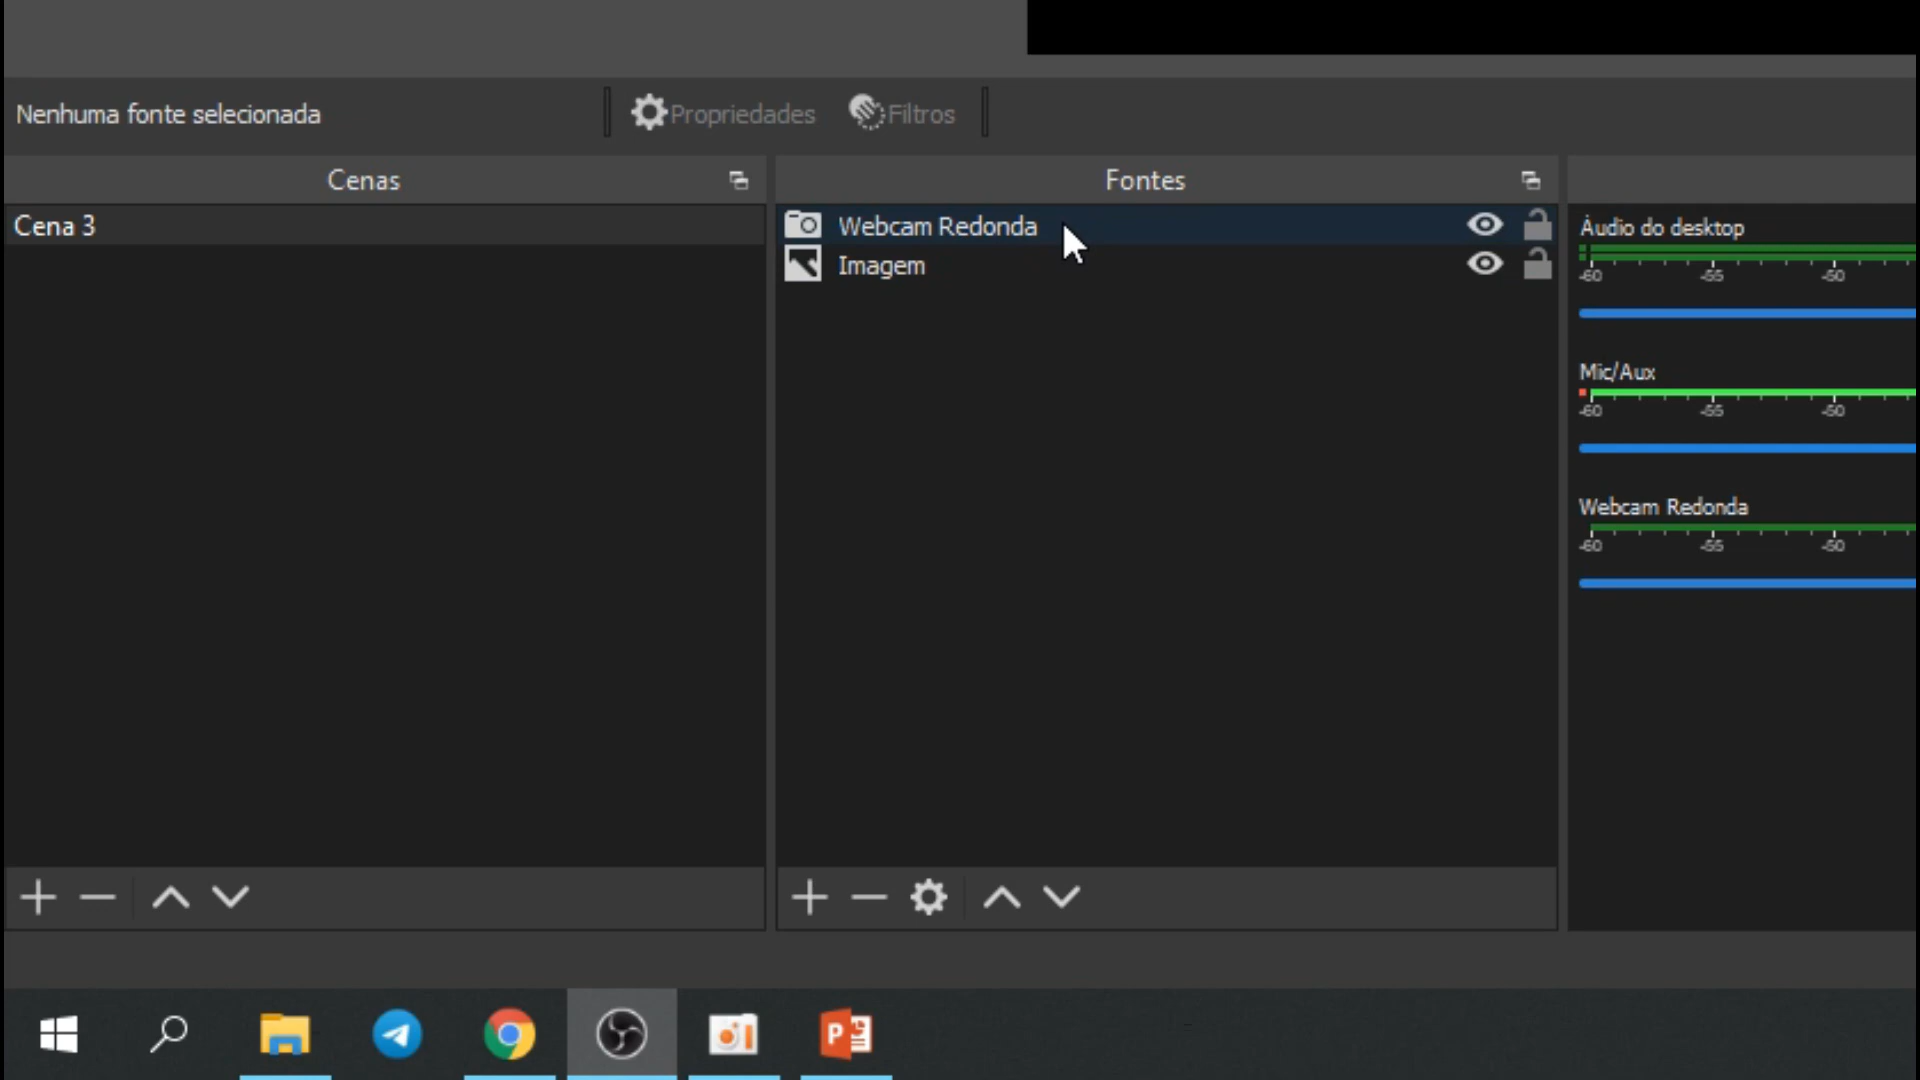 Nenhuma fonte selecionada
Propriedades
Filtros
Cenas
Fontes
Cena 3
Webcam Redonda
Imagem
Áudio do desktop
-60 -55 -50
Mic/Aux
-60 -55 -50
Webcam Redonda
-60 -55 -50